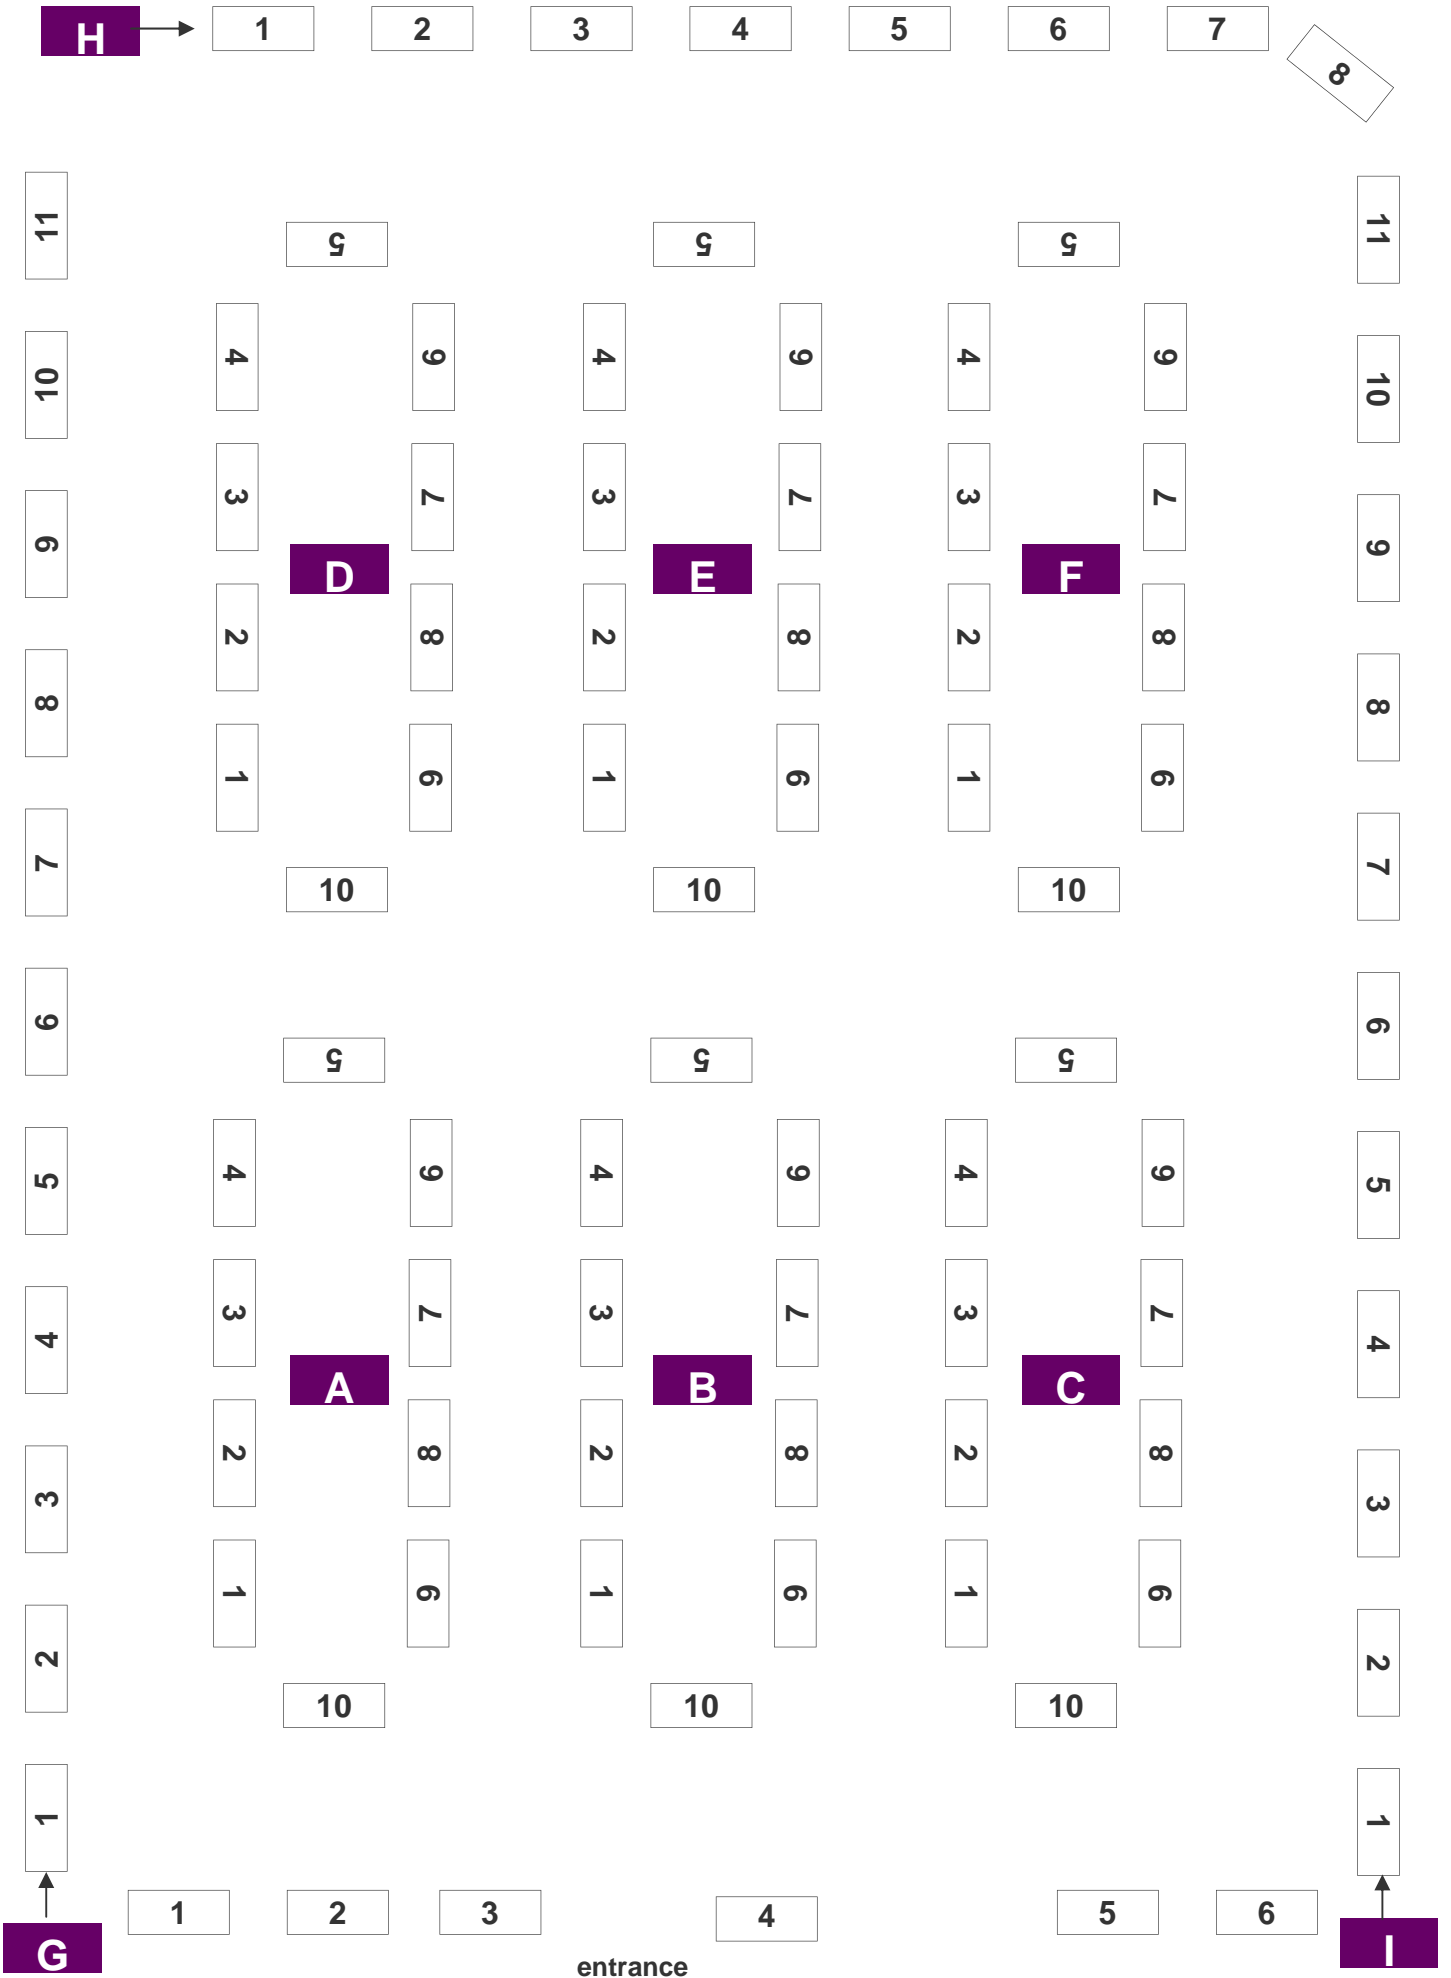 H 1 2 3 4 5 6 7 8
11 11
5 5 5
4 6 4 6 4 6
10 10
3 7 3 7 3 7
9 9
D E F
2 8 2 8 2 8
8 8
1 9 1 9 1 9
7 7
10 10 10
6 6
5 5 5
4 6 4 6 4 6
5 5
3 7 3 7 3 7
4 4
A B C
2 8 2 8 2 8
3 3
1 9 1 9 1 9
2 2
10 10 10
1 1
1 2 3 4 5 6
G I
entrance